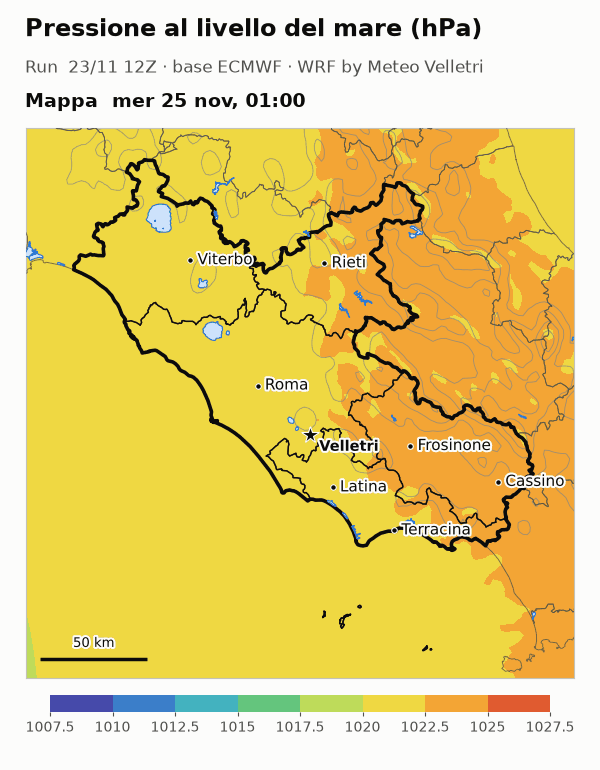 Pressione al livello del mare (hPa)
Run  23/11 12Z · base ECMWF · WRF by Meteo Velletri
Mappa  mer 25 nov, 01:00
Viterbo
Rieti
Roma
Velletri
Frosinone
Cassino
Latina
Terracina
50 km
1007.5 1010 1012.5 1015 1017.5 1020 1022.5 1025 1027.5